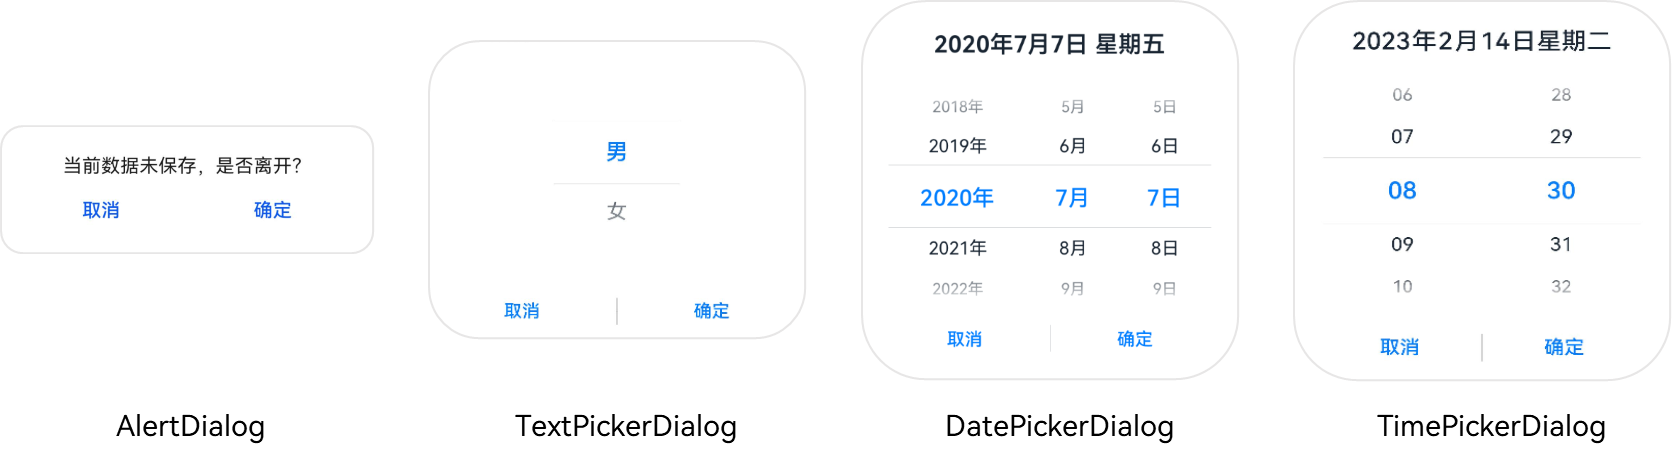 当前数据未保存，是否离开？
取消 确定
AlertDialog
男
女
取消 确定
TextPickerDialog
2020年7月7日 星期五
2018年 5月 5日
2019年 6月 6日
2020年 7月 7日
2021年 8月 8日
2022年 9月 9日
取消 确定
DatePickerDialog
2023年2月14日星期二
06 28
07 29
08 30
09 31
10 32
取消 确定
TimePickerDialog